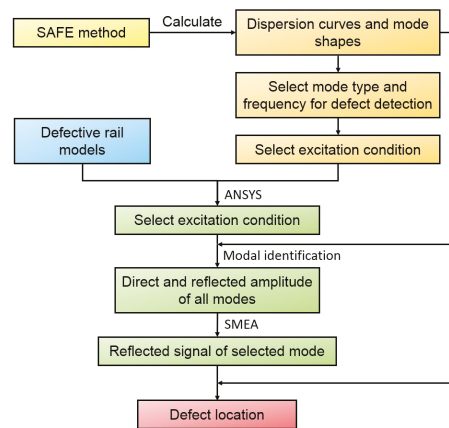 SAFE method
Calculate
Dispersion curves and mode
shapes
Select mode type and
frequency for defect detection
Defective rail
models
Select excitation condition
ANSYS
Select excitation condition
Modal identification
Direct and reflected amplitude
of all modes
SMEA
Reflected signal of selected mode
Defect location